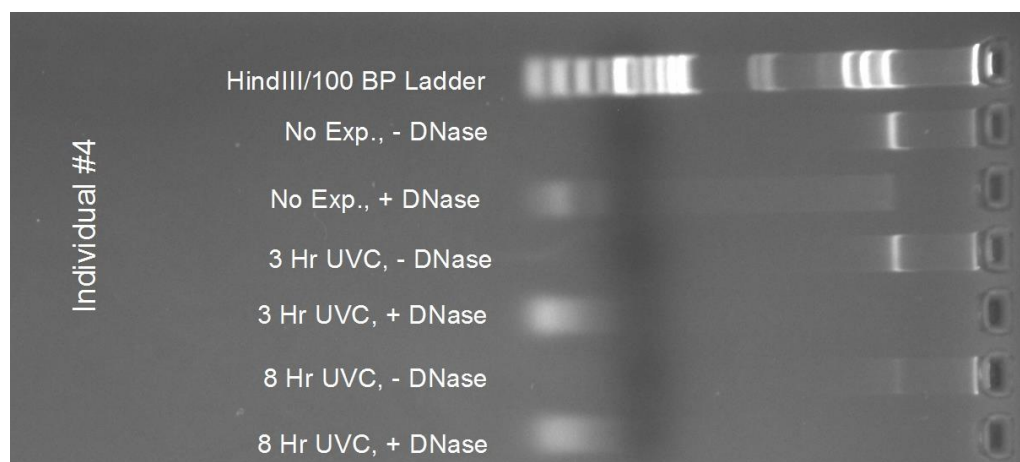 Individual #4
HindIII/100 BP Ladder
No Exp., - DNase
No Exp., + DNase
3 Hr UVC, - DNase
3 Hr UVC, + DNase
8 Hr UVC, - DNase
8 Hr UVC, + DNase